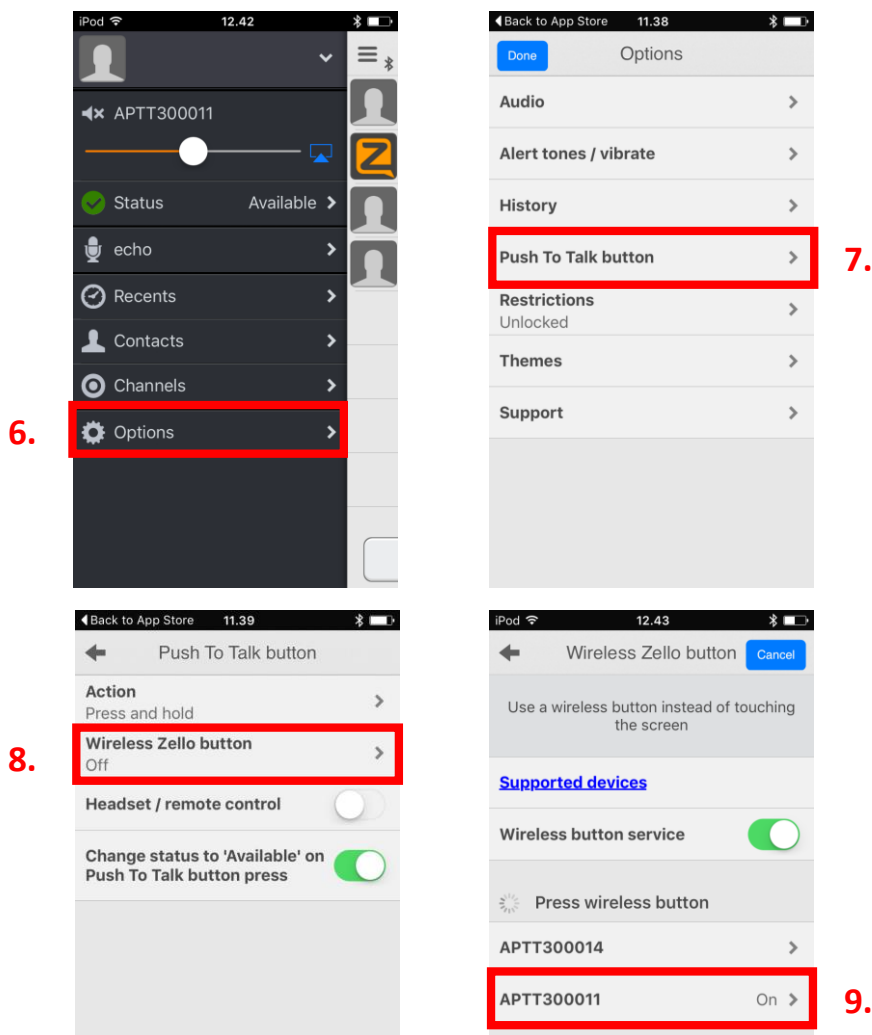 iPod 12.42
APTT300011
Status Available
echo
Recents
Contacts
Channels
6.
Options
Back to App Store 11.38
Done Options
Audio
Alert tones / vibrate
History
Push To Talk button
7.
Restrictions
Unlocked
Themes
Support
Back to App Store 11.39
Push To Talk button
Action
Press and hold
8.
Wireless Zello button
Off
Headset / remote control
Change status to 'Available' on
Push To Talk button press
iPod 12.43
Wireless Zello button Cancel
Use a wireless button instead of touching
the screen
Supported devices
Wireless button service
Press wireless button
APTT300014
APTT300011 On
9.